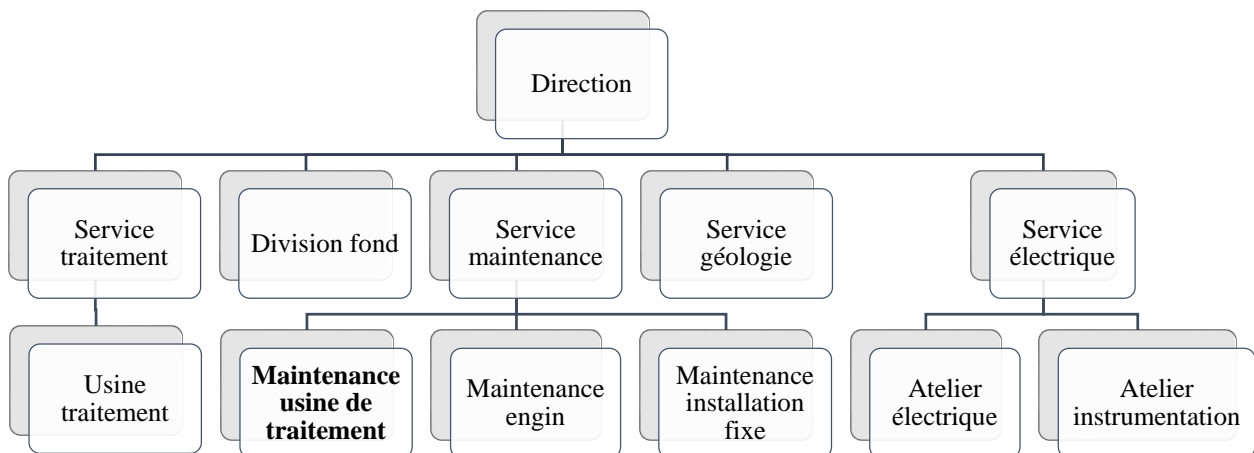 Direction
Service
traitement
Division fond
Service
maintenance
Service
géologie
Service
électrique
Usine
traitement
Maintenance
usine de
traitement
Maintenance
engin
Maintenance
installation
fixe
Atelier
électrique
Atelier
instrumentation